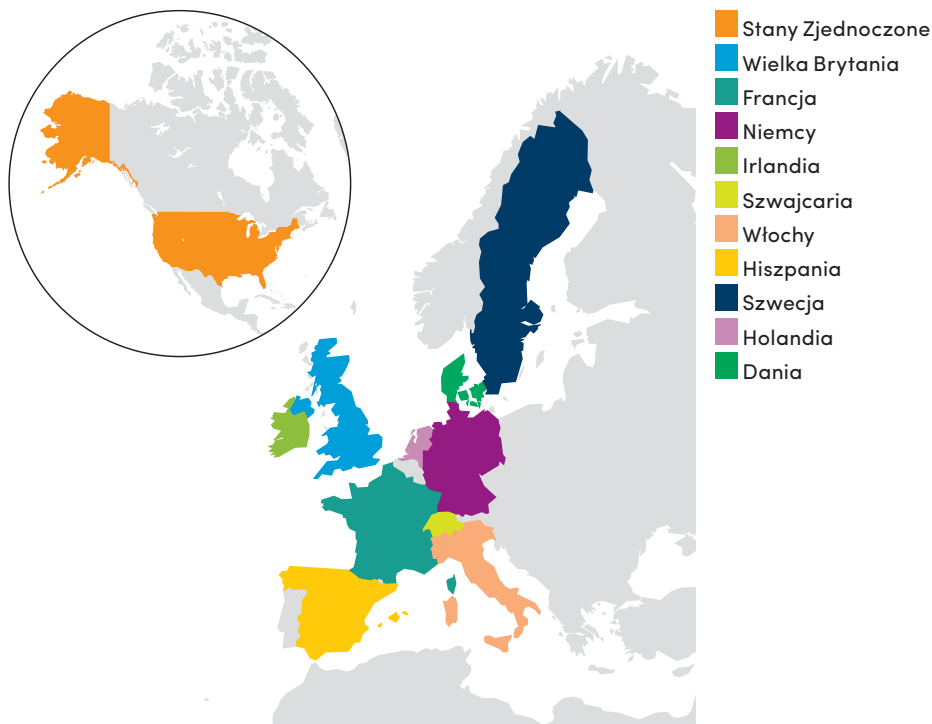 Stany Zjednoczone
Wielka Brytania
Francja
Niemcy
Irlandia
Szwajcaria
Włochy
Hiszpania
Szwecja
Holandia
Dania